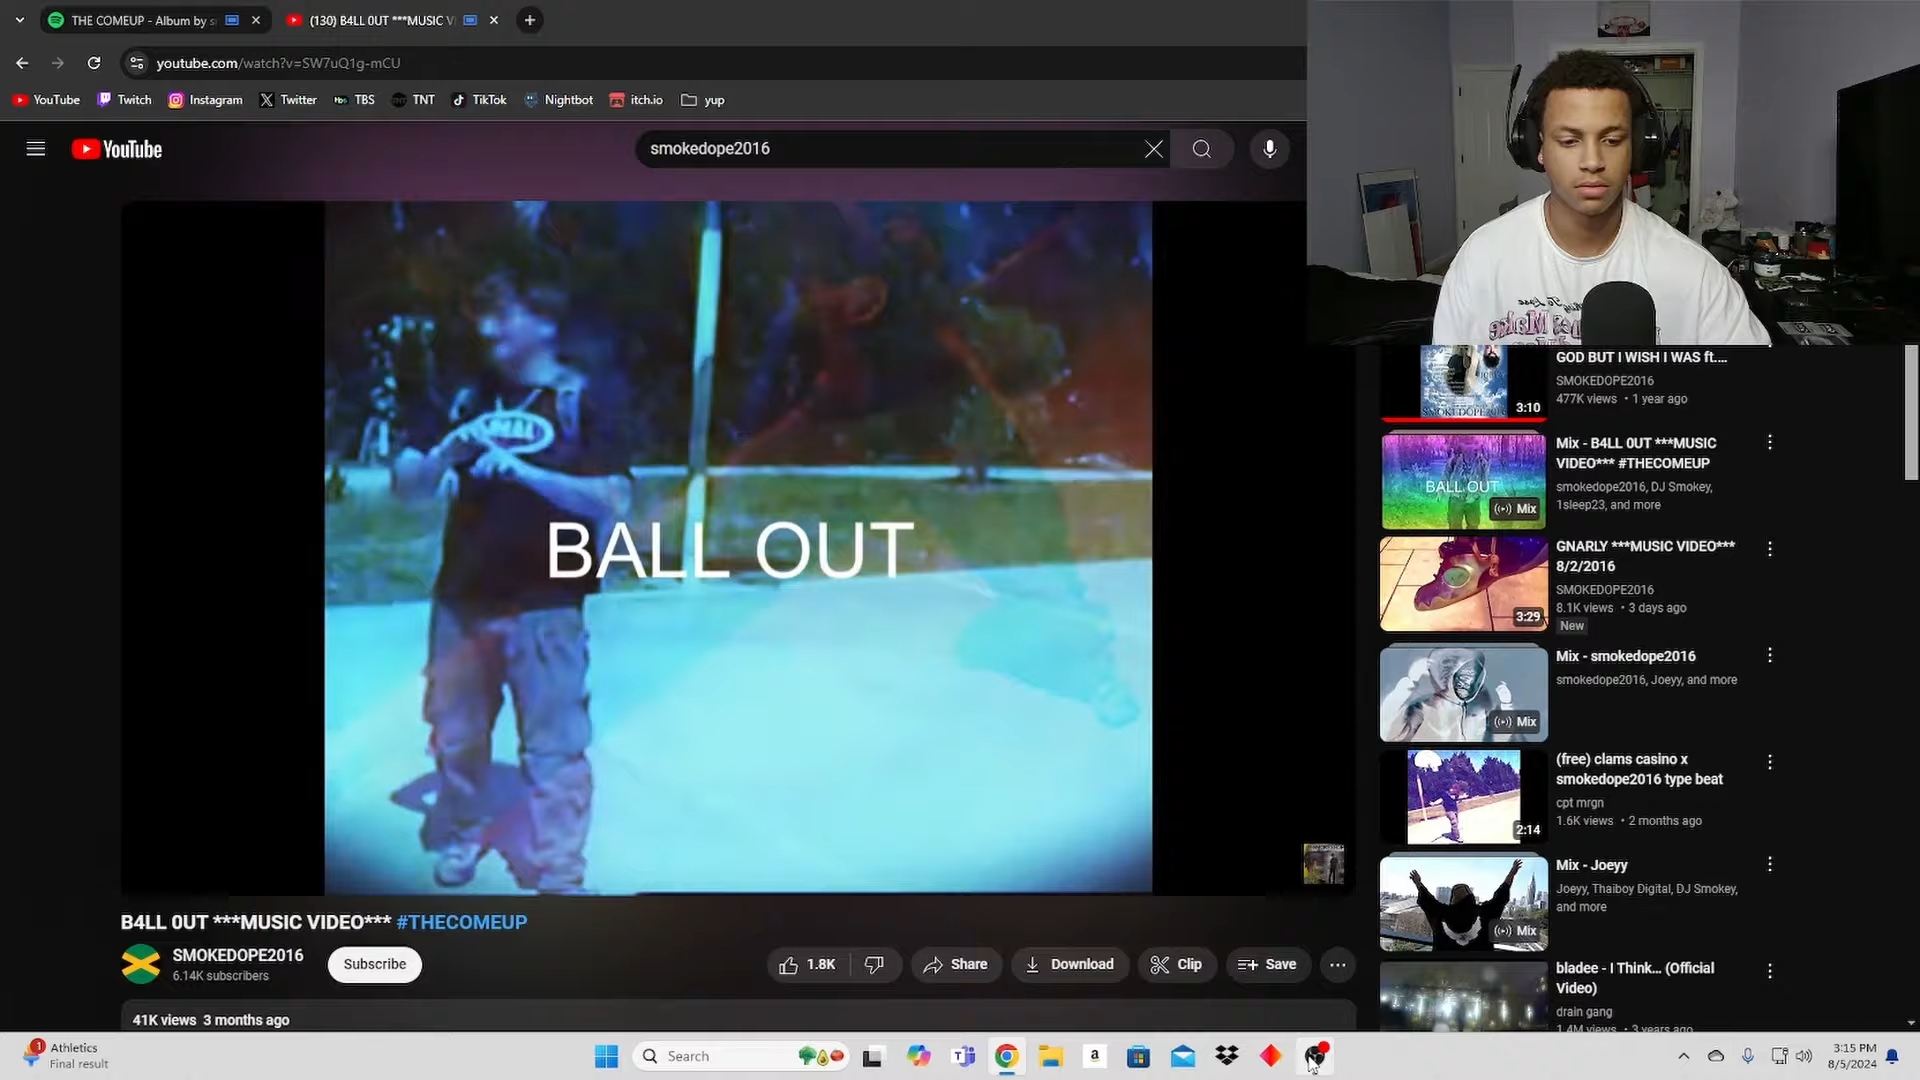 THE COMEUP - Album by s
(130) B4LL 0UT ***MUSIC V
youtube.com/watch?v=SW7uQ1g-mCU
YouTube
Twitch
Instagram
Twitter
TBS
TNT
TikTok
Nightbot
itch.io
yup
YouTube
smokedope2016
BALL OUT
B4LL 0UT ***MUSIC VIDEO*** #THECOMEUP
SMOKEDOPE2016
6.14K subscribers
Subscribe
1.8K
Share
Download
Clip
Save
41K views 3 months ago
GOD BUT I WISH I WAS ft....
SMOKEDOPE2016
477K views • 1 year ago
3:10
Mix - B4LL 0UT ***MUSIC
VIDEO*** #THECOMEUP
smokedope2016, DJ Smokey,
1sleep23, and more
BALL OUT
Mix
GNARLY ***MUSIC VIDEO***
8/2/2016
SMOKEDOPE2016
8.1K views • 3 days ago
New
3:29
Mix - smokedope2016
smokedope2016, Joeyy, and more
Mix
(free) clams casino x
smokedope2016 type beat
cpt mrgn
1.6K views • 2 months ago
2:14
Mix - Joeyy
Joeyy, Thaiboy Digital, DJ Smokey,
and more
Mix
bladee - I Think... (Official
Video)
drain gang
1.4M views • 3 years ago
1
Athletics
Final result
Search
3:15 PM
8/5/2024